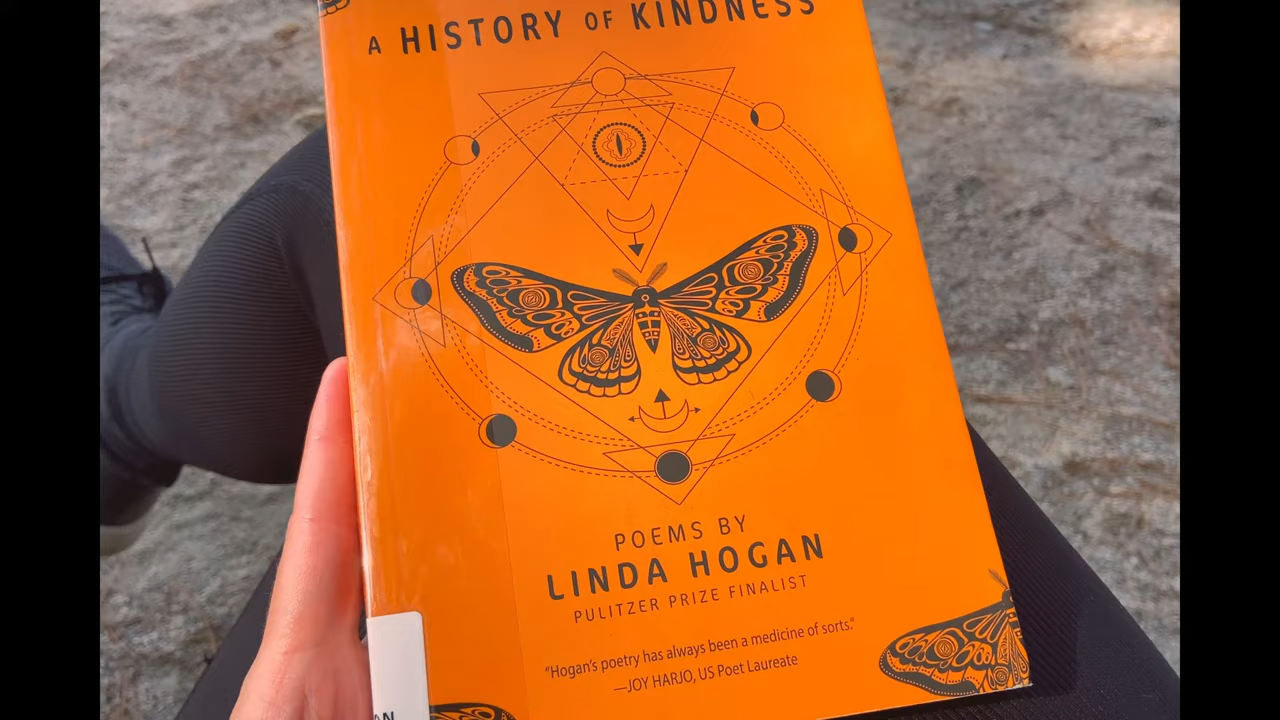 A HISTORY OF KINDNESS
POEMS BY
LINDA HOGAN
PULITZER PRIZE FINALIST
“Hogan’s poetry has always been a medicine of sorts.”
—JOY HARJO, US Poet Laureate
AN